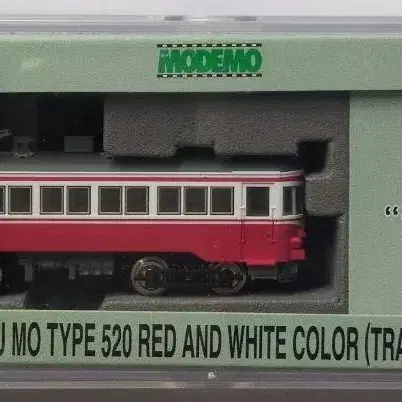 MODEMO
“
U MO TYPE 520 RED AND WHITE COLOR (TRA